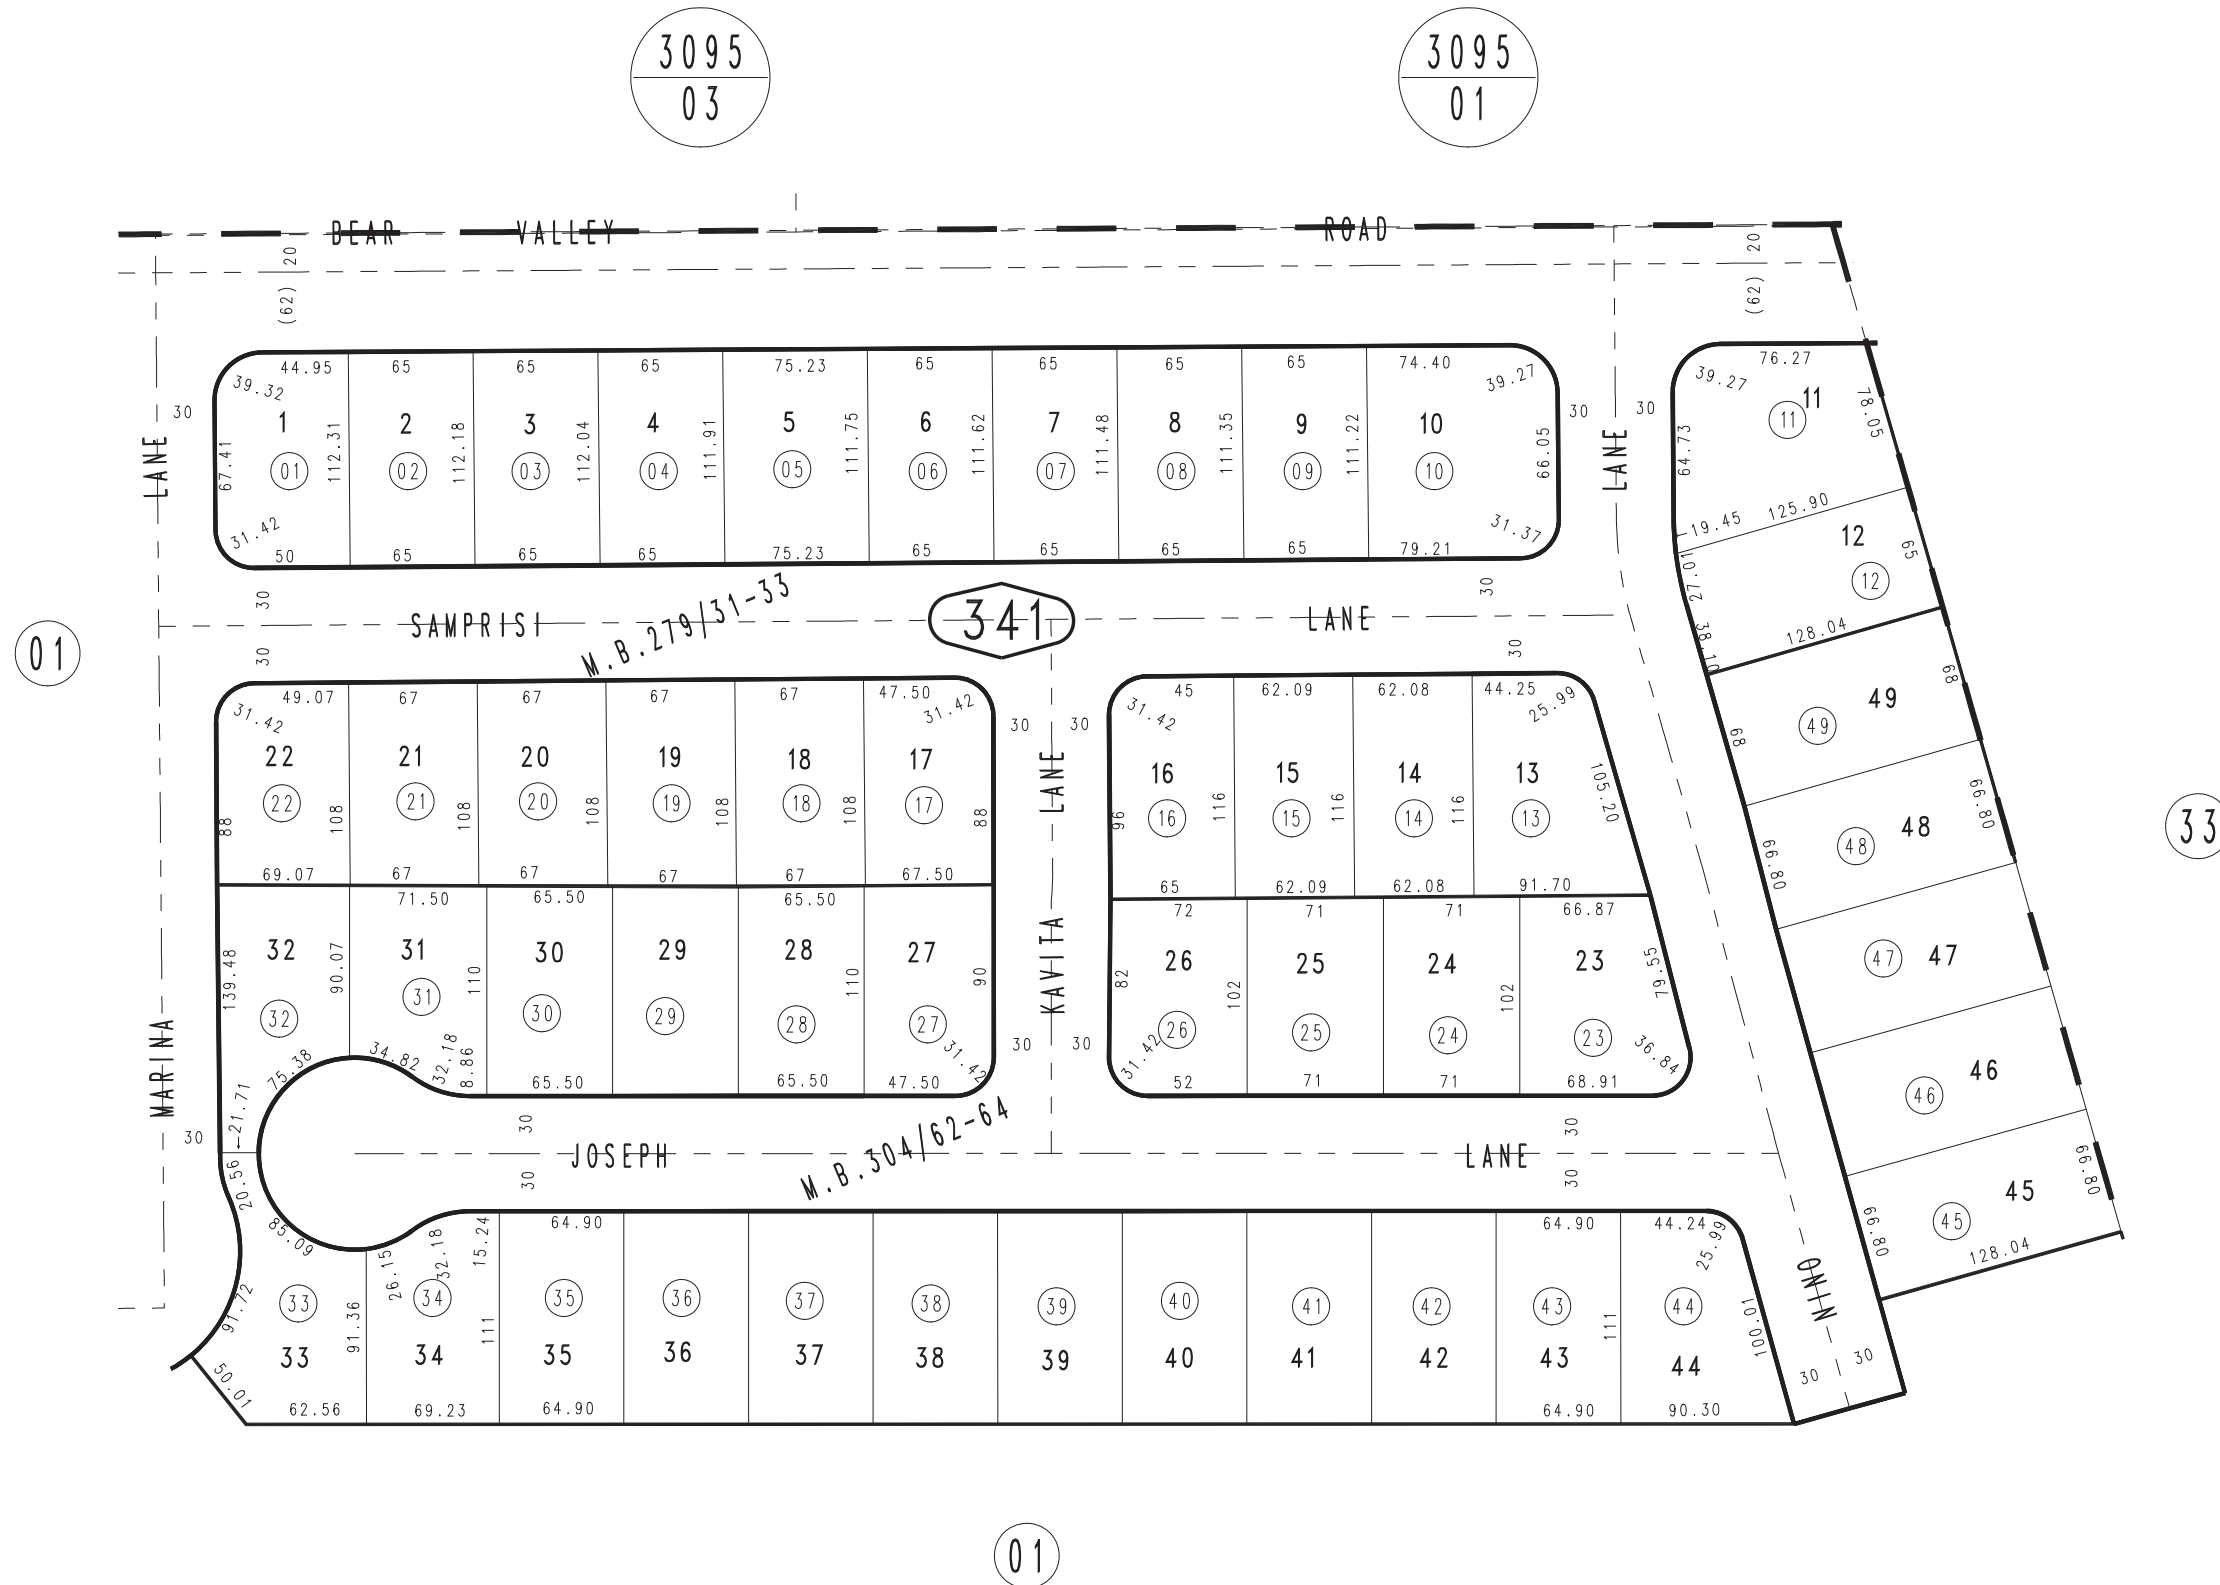 3095
03
3095
01
BEAR VALLEY ROAD
20
(62)
20
(62)
44.95 65 65 65 75.23 65 65 65 65 74.40
39.32
39.27
76.27
39.27
30
30
30
LANE
LANE
1 2 3 4 5 6 7 8 9 10
11
11
78.05
67.41 112.31 112.18 112.04 111.91 111.75 111.62 111.48 111.35 111.22 66.05
64.73
01 02 03 04 05 06 07 08 09 10
31.42
31.37
50 65 65 65 75.23 65 65 65 65 79.21
19.45 125.90
12
12
65
27.01
38.10
128.04
30
30
SAMPRISI LANE
M.B.279/31-33
341
01
30
30
49.07 67 67 67 67 47.50
31.42
31.42
45 62.09 62.08 44.25
31.42
25.99
30 30
22 21 20 19 18 17
22 21 20 19 18 17
88 108 108 108 108 108 88
69.07 67 67 67 67 67.50
16 15 14 13
16 15 14 13
96 116 116 116 105.20
65 62.09 62.08 91.70
LANE
KAVITA
49
49
68
68
48
48
66.80
66.80
33
47
47
46
46
45
45
66.80
66.80
128.04
71.50 65.50 65.50
32 31 30 29 28 27
32 31 30 29 28 27
139.48 90.07 110 110 90
75.38
34.82
32.18
8.86
65.50 65.50 47.50
31.42
72 71 71 66.87
26 25 24 23
26 25 24 23
82 102 102 79.55
31.42
36.84
52 71 71 68.91
30 30
MARINA
30
21.71
20.56
30
30
JOSEPH LANE
M.B.304/62-64
30
30
85.09
91.72
50.01
26.15
32.18
15.24
64.90 64.90 44.24
25.99
33 34 35 36 37 38 39 40 41 42 43 44
91.36 111 111 100.01
33 34 35 36 37 38 39 40 41 42 43 44
62.56 69.23 64.90 64.90 90.30
NINO
30 30
01